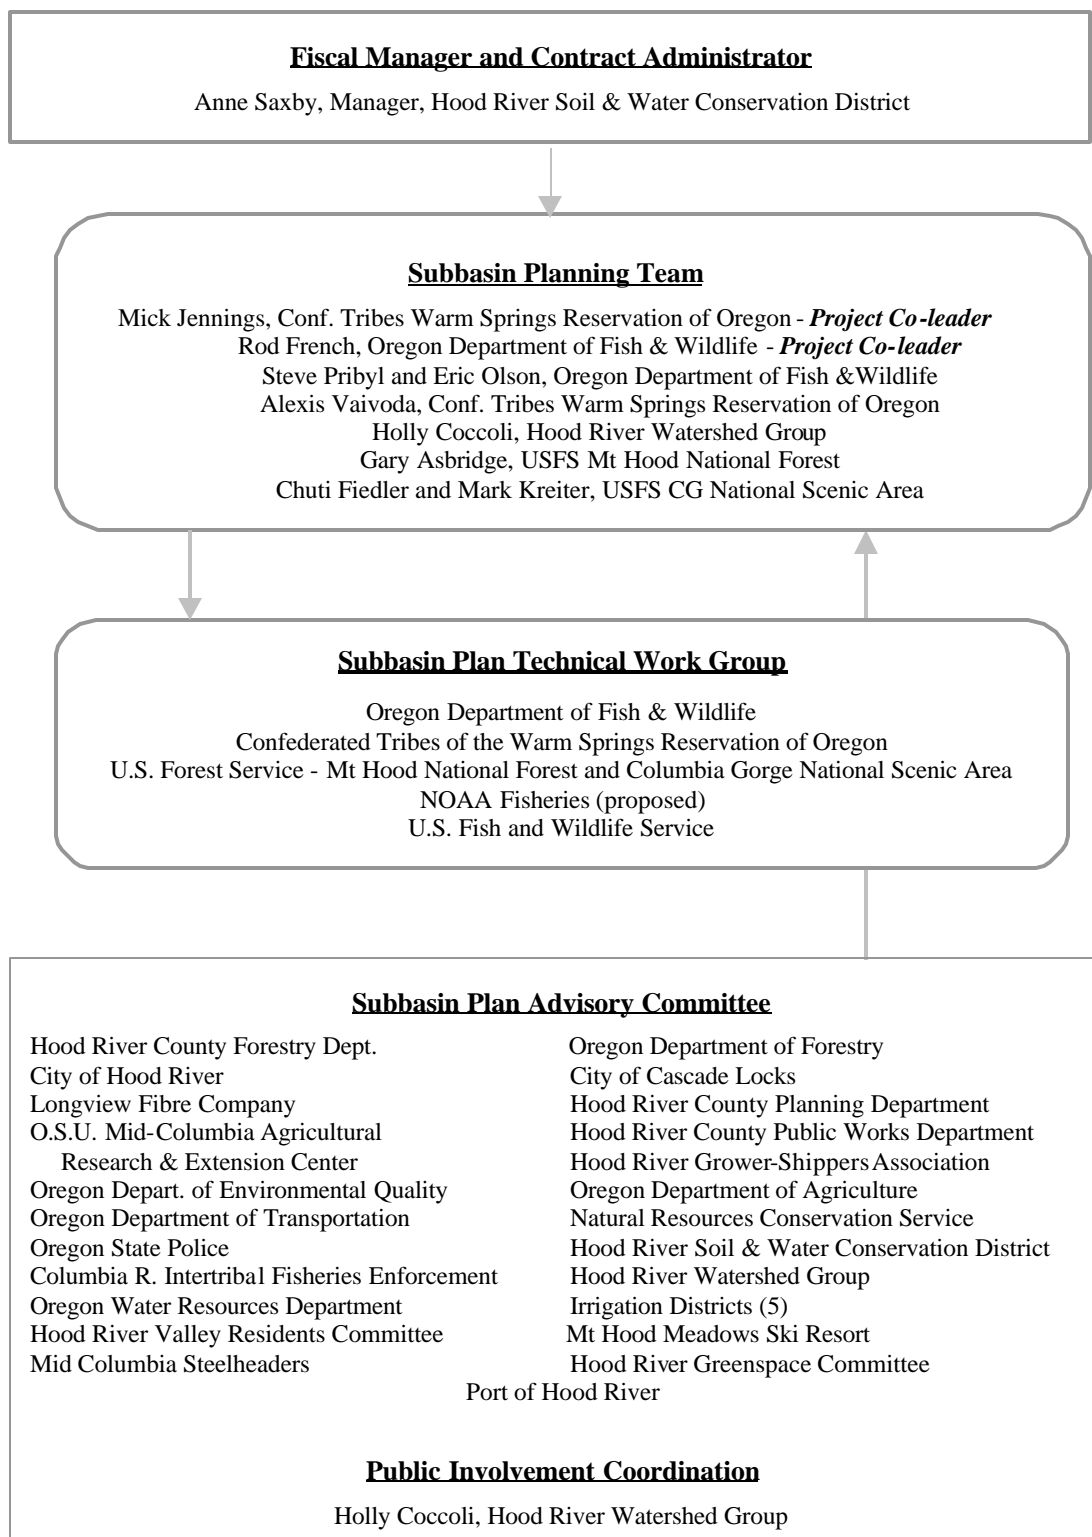 Fiscal Manager and Contract Administrator
Anne Saxby, Manager, Hood River Soil & Water Conservation District
Subbasin Planning Team
Mick Jennings, Conf. Tribes Warm Springs Reservation of Oregon - Project Co-leader
Rod French, Oregon Department of Fish & Wildlife - Project Co-leader
Steve Pribyl and Eric Olson, Oregon Department of Fish &Wildlife
Alexis Vaivoda, Conf. Tribes Warm Springs Reservation of Oregon
Holly Coccoli, Hood River Watershed Group
Gary Asbridge, USFS Mt Hood National Forest
Chuti Fiedler and Mark Kreiter, USFS CG National Scenic Area
Subbasin Plan Technical Work Group
Oregon Department of Fish & Wildlife
Confederated Tribes of the Warm Springs Reservation of Oregon
U.S. Forest Service - Mt Hood National Forest and Columbia Gorge National Scenic Area
NOAA Fisheries (proposed)
U.S. Fish and Wildlife Service
Subbasin Plan Advisory Committee
Hood River County Forestry Dept.
City of Hood River
Longview Fibre Company
O.S.U. Mid-Columbia Agricultural
Research & Extension Center
Oregon Depart. of Environmental Quality
Oregon Department of Transportation
Oregon State Police
Columbia R. Intertribal Fisheries Enforcement
Oregon Water Resources Department
Hood River Valley Residents Committee
Mid Columbia Steelheaders
Oregon Department of Forestry
City of Cascade Locks
Hood River County Planning Department
Hood River County Public Works Department
Hood River Grower-Shippers Association
Oregon Department of Agriculture
Natural Resources Conservation Service
Hood River Soil & Water Conservation District
Hood River Watershed Group
Irrigation Districts (5)
Mt Hood Meadows Ski Resort
Hood River Greenspace Committee
Port of Hood River
Public Involvement Coordination
Holly Coccoli, Hood River Watershed Group